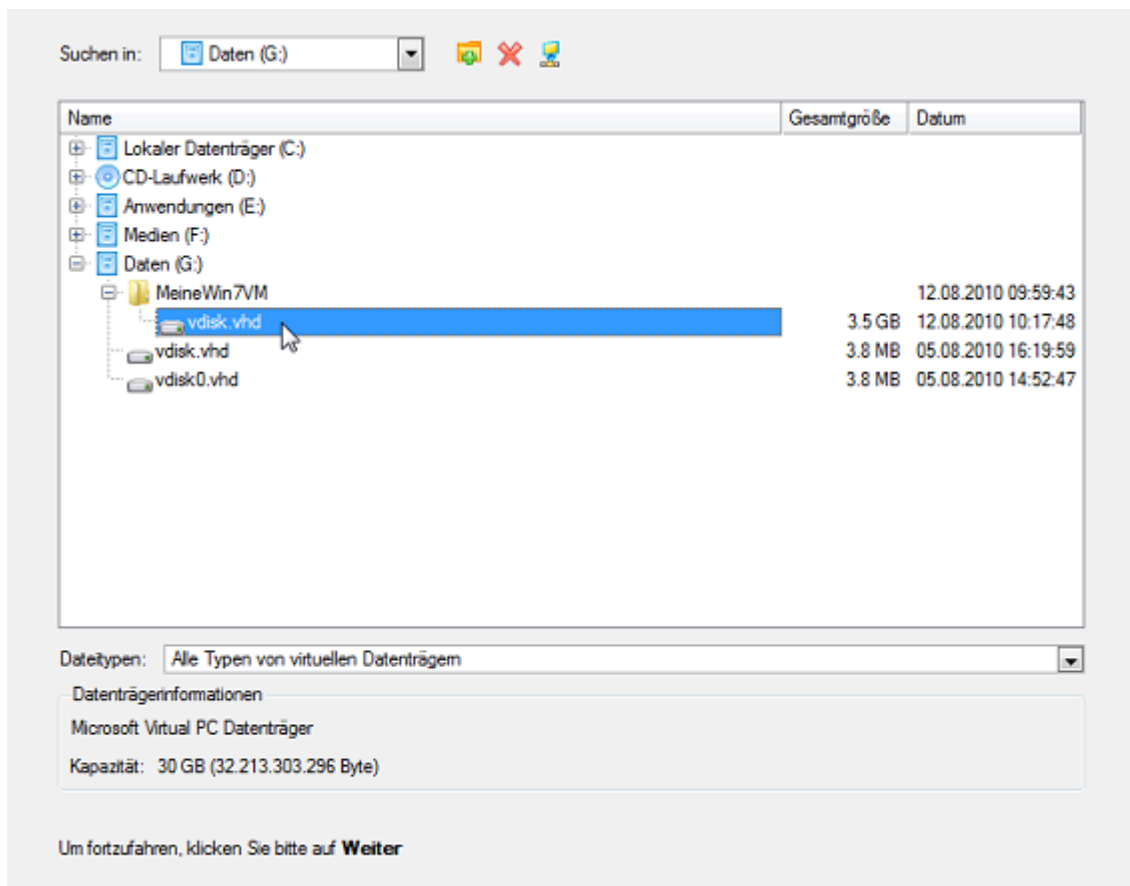 Suchen in: Daten (G:)
Name Gesamtgröße Datum
Lokaler Datenträger (C:)
CD-Laufwerk (D:)
Anwendungen (E:)
Medien (F:)
Daten (G:)
MeineWin7VM 12.08.2010 09:59:43
vdisk.vhd 3.5 GB 12.08.2010 10:17:48
vdisk.vhd 3.8 MB 05.08.2010 16:19:59
vdisk0.vhd 3.8 MB 05.08.2010 14:52:47
Dateitypen: Alle Typen von virtuellen Datenträgern
Datenträgerinformationen
Microsoft Virtual PC Datenträger
Kapazität: 30 GB (32.213.303.296 Byte)
Um fortzufahren, klicken Sie bitte auf Weiter